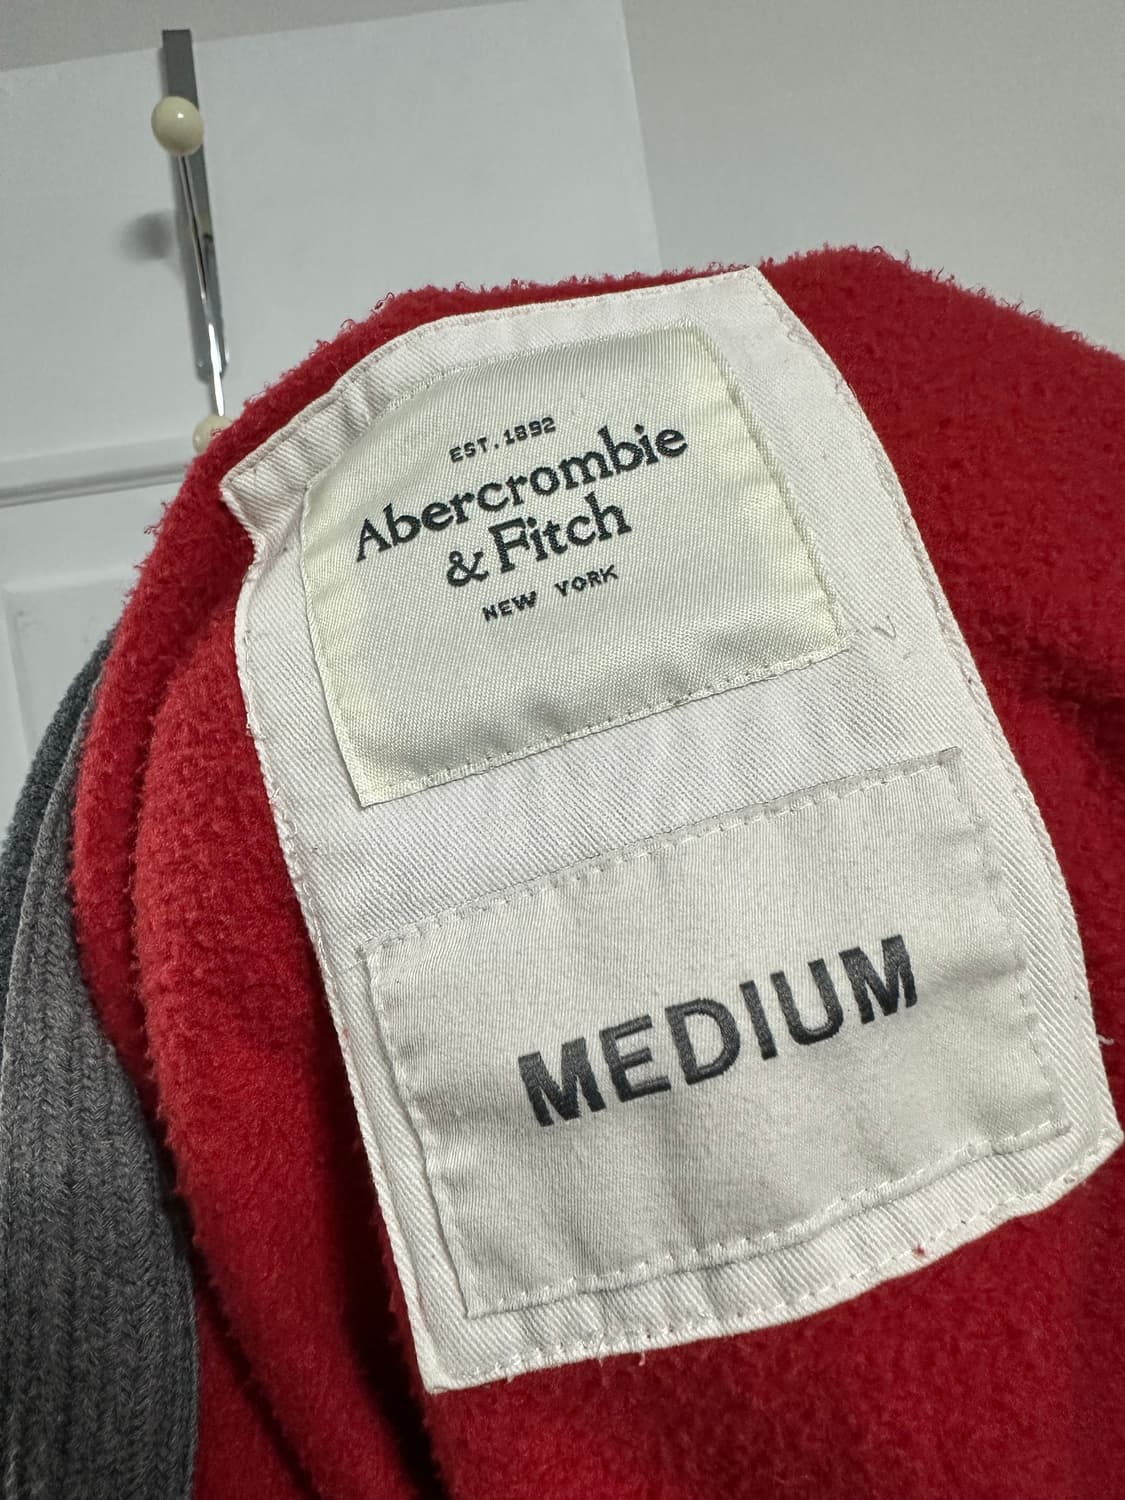 EST. 1892
Abercrombie
& Fitch
NEW YORK
MEDIUM